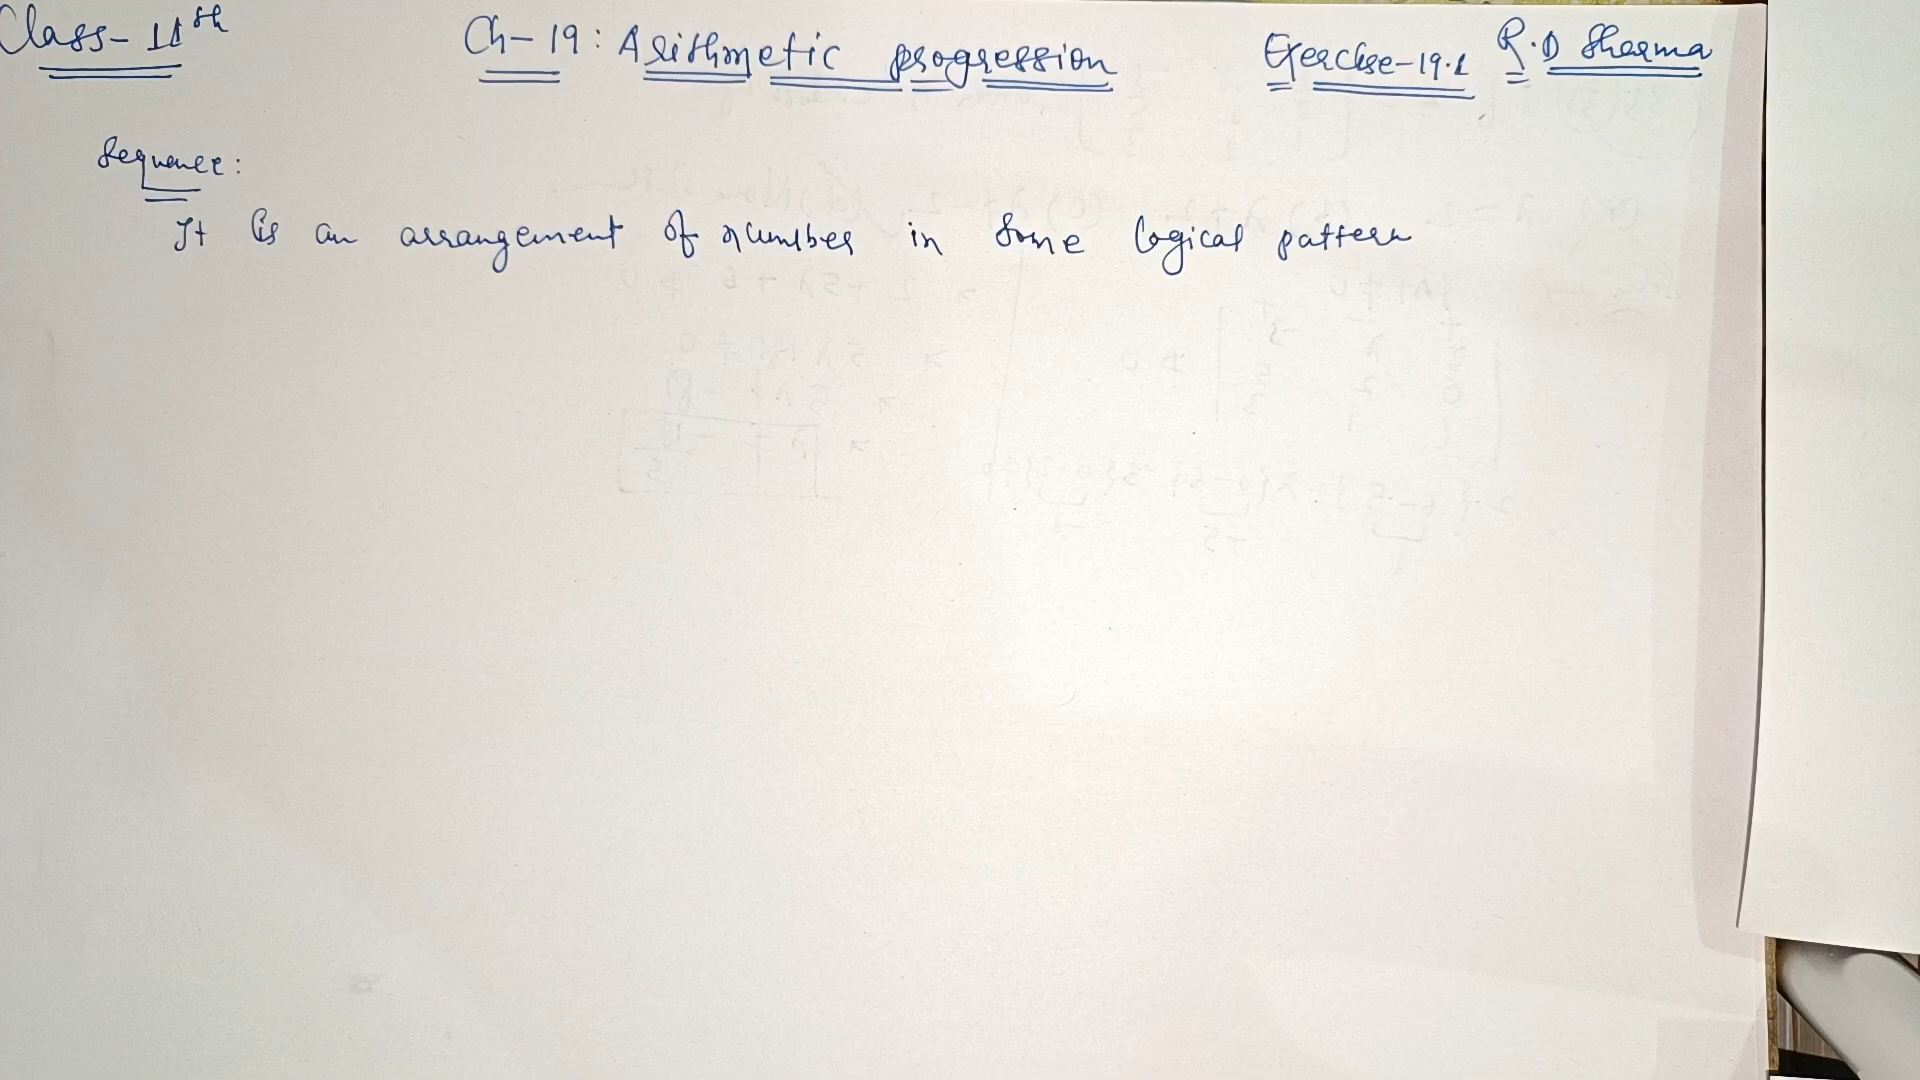 Class- 11th Ch- 19: Arithmetic progression Exercise-19.1 R.D Sharma
Sequence:
It is an arrangement of number in some logical pattern